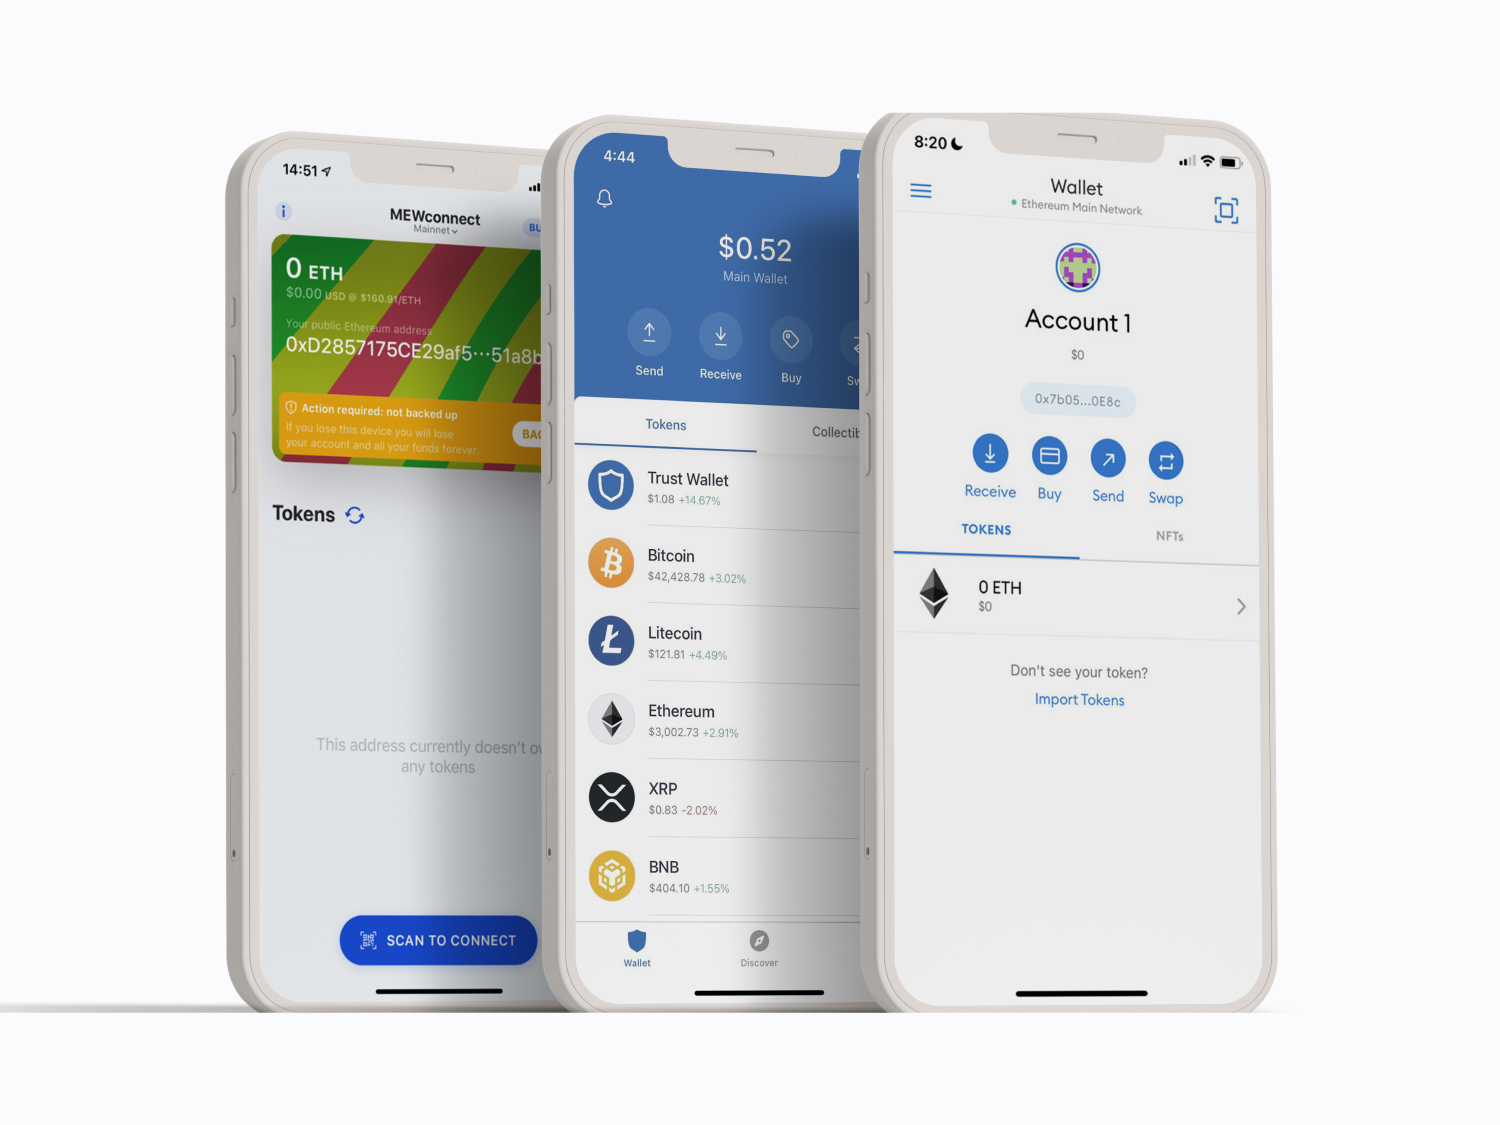 14:51
MEWconnect
Mainnet
0 ETH
$0.00 USD @ $160.91/ETH
Your public Ethereum address
0xD2857175CE29af5···51a8b
Action required: not backed up
If you lose this device you will lose
your account and all your funds forever.
Tokens
This address currently doesn't
any tokens
SCAN TO CONNECT
4:44
$0.52
Main Wallet
Send
Receive
Buy
Tokens
Trust Wallet
$1.08 +14.67%
Bitcoin
$42,428.78 +3.02%
Litecoin
$121.81 +4.49%
Ethereum
$3,002.73 +2.91%
XRP
$0.83 -2.02%
BNB
$404.10 +1.55%
Wallet
Discover
8:20
Wallet
Ethereum Main Network
Account 1
$0
0x7b05...0E8c
Receive
Buy
Send
Swap
TOKENS
NFTs
0 ETH
$0
Don't see your token?
Import Tokens